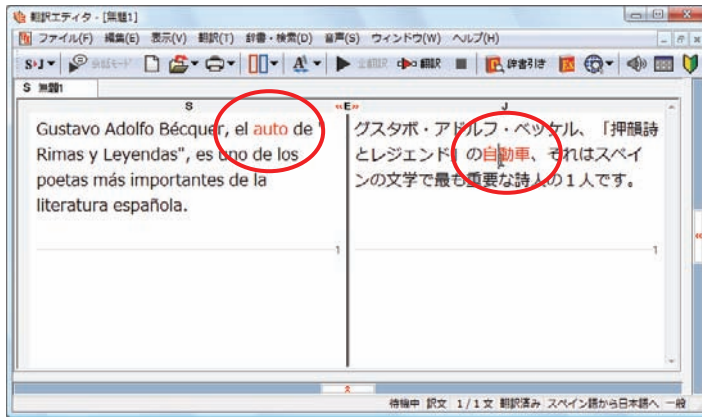 翻訳エディタ - [無題1]
ファイル(F) 編集(E) 表示(V) 翻訳(T) 辞書・検索(D) 音声(S) ウィンドウ(W) ヘルプ(H)
S›J 全翻訳 翻訳 辞書引き
S 無題1
S «E» J
Gustavo Adolfo Bécquer, el auto de "
Rimas y Leyendas", es uno de los
poetas más importantes de la
literatura española.
1
グスタボ・アドルフ・ベッケル、「押韻詩
とレジェンド」の自動車、それはスペイ
ンの文学で最も重要な詩人の1人です。
1
待機中 訳文 1/1文 翻訳済み スペイン語から日本語へ 一般